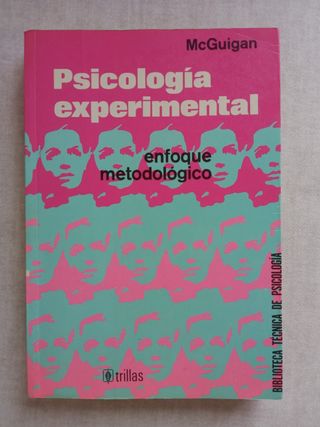 McGuigan
Psicología
experimental
enfoque
metodológico
BIBLIOTECA TÉCNICA DE PSICOLOGÍA
trillas